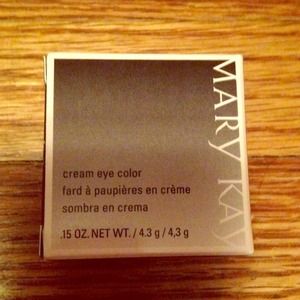 MARY KAY
cream eye color
fard à paupières en crème
sombra en crema
.15 OZ. NET WT. / 4.3 g / 4,3 g